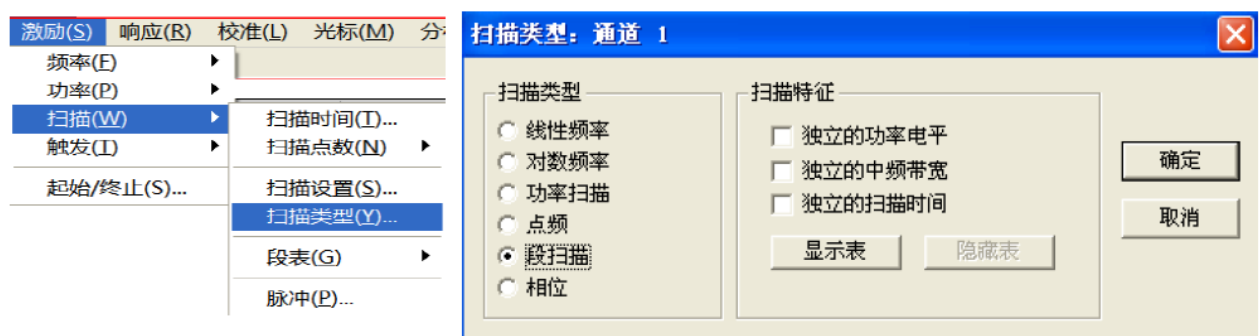 激励(S) 响应(R) 校准(L) 光标(M)
频率(F)
功率(P)
扫描(W)
触发(T)
起始/终止(S)...
扫描时间(T)...
扫描点数(N)
扫描设置(S)...
扫描类型(Y)...
段表(G)
脉冲(P)...
扫描类型: 通道 1
扫描类型
线性频率
对数频率
功率扫描
点频
段扫描
相位
扫描特征
独立的功率电平
独立的中频带宽
独立的扫描时间
显示表 隐藏表
确定
取消